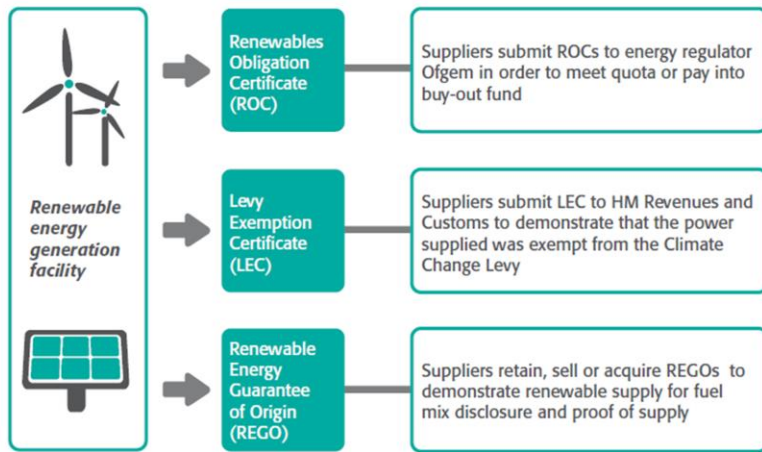 Renewable
energy
generation
facility
Renewables
Obligation
Certificate
(ROC)
Suppliers submit ROCs to energy regulator
Ofgem in order to meet quota or pay into
buy-out fund
Levy
Exemption
Certificate
(LEC)
Suppliers submit LEC to HM Revenues and
Customs to demonstrate that the power
supplied was exempt from the Climate
Change Levy
Renewable
Energy
Guarantee
of Origin
(REGO)
Suppliers retain, sell or acquire REGOs to
demonstrate renewable supply for fuel
mix disclosure and proof of supply